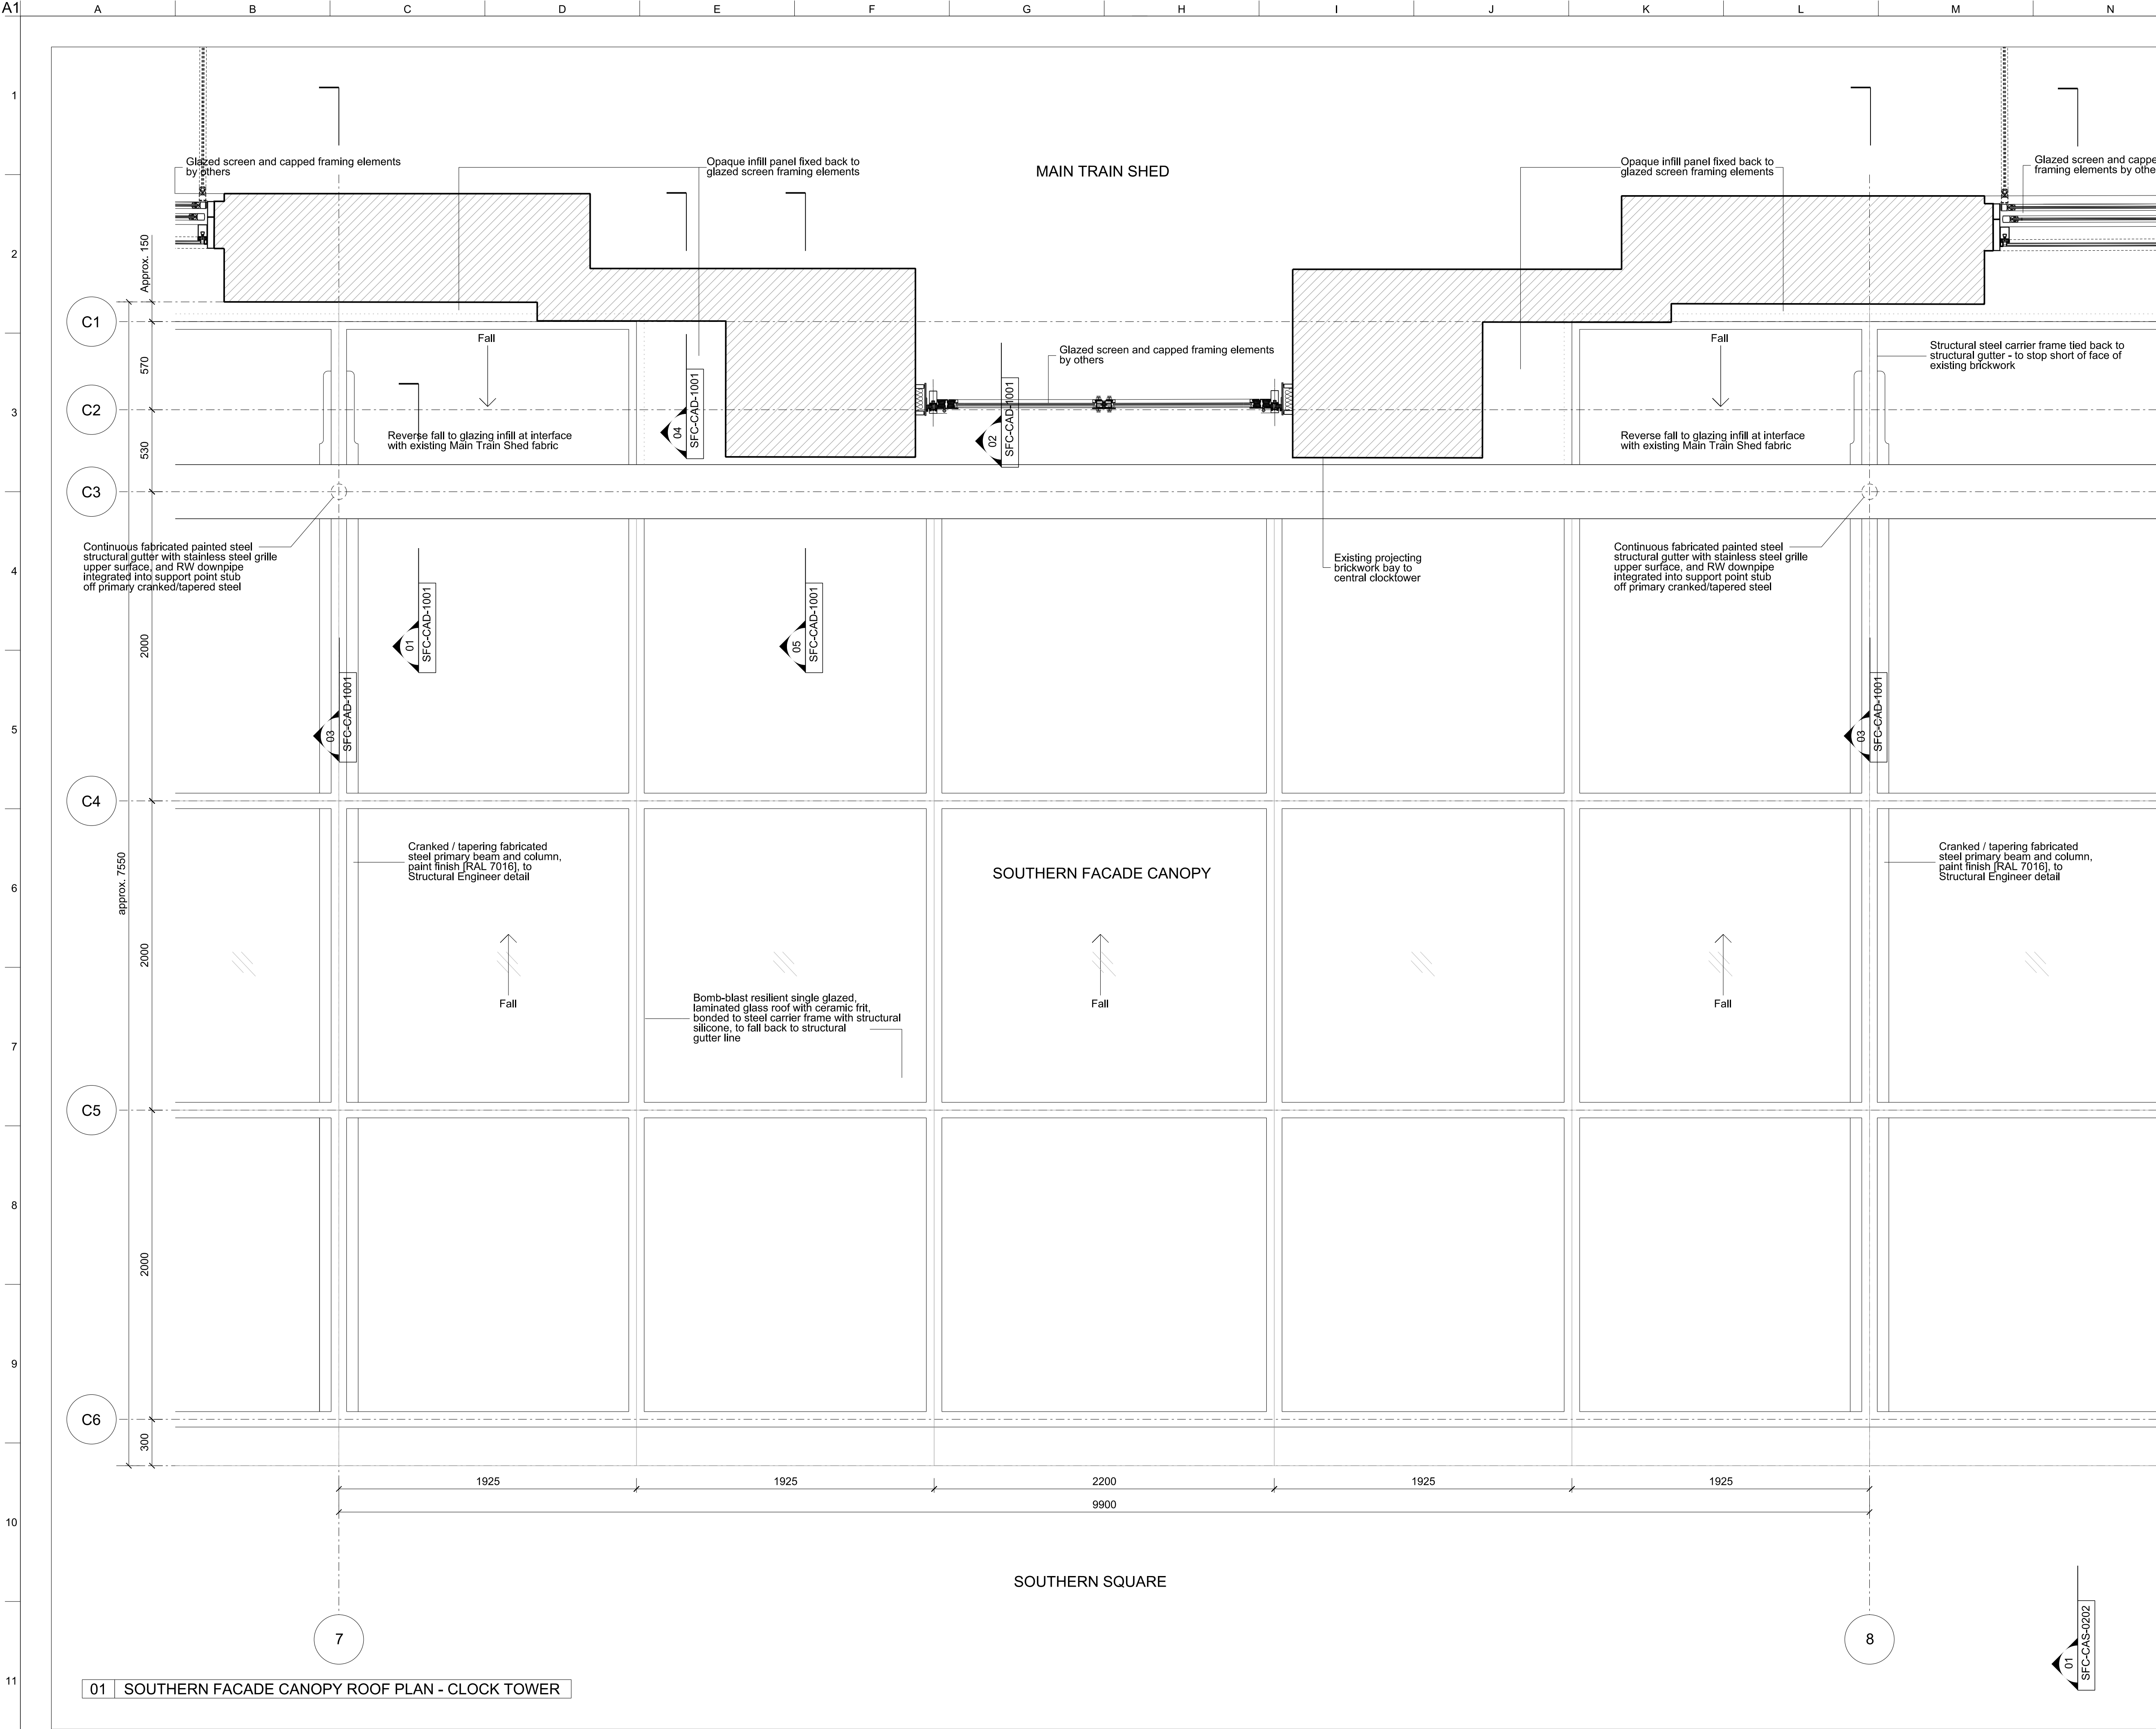 A1
A B C D E F G H I J K L M N
1
Glazed screen and capped framing elements
by others
Opaque infill panel fixed back to
glazed screen framing elements
MAIN TRAIN SHED
Opaque infill panel fixed back to
glazed screen framing elements
Glazed screen and cappe
framing elements by othe
2
Approx. 150
C1
Fall
Glazed screen and capped framing elements
by others
Fall
Structural steel carrier frame tied back to
structural gutter - to stop short of face of
existing brickwork
570
3
C2
04
SFC-CAD-1001
02
SFC-CAD-1001
Reverse fall to glazing infill at interface
with existing Main Train Shed fabric
Reverse fall to glazing infill at interface
with existing Main Train Shed fabric
530
C3
Continuous fabricated painted steel
structural gutter with stainless steel grille
upper surface, and RW downpipe
integrated into support point stub
off primary cranked/tapered steel
Existing projecting
brickwork bay to
central clocktower
Continuous fabricated painted steel
structural gutter with stainless steel grille
upper surface, and RW downpipe
integrated into support point stub
off primary cranked/tapered steel
4
2000
01
SFC-CAD-1001
05
SFC-CAD-1001
5
03
SFC-CAD-1001
03
SFC-CAD-1001
C4
approx. 7550
Cranked / tapering fabricated
steel primary beam and column,
paint finish [RAL 7016], to
Structural Engineer detail
SOUTHERN FACADE CANOPY
Cranked / tapering fabricated
steel primary beam and column,
paint finish [RAL 7016], to
Structural Engineer detail
6
2000
Fall
Fall
Fall
Bomb-blast resilient single glazed,
laminated glass roof with ceramic frit,
bonded to steel carrier frame with structural
silicone, to fall back to structural
gutter line
7
C5
8
2000
9
C6
300
1925 1925 2200 1925 1925
9900
10
SOUTHERN SQUARE
7
8
01
SFC-CAS-0202
11
01 SOUTHERN FACADE CANOPY ROOF PLAN - CLOCK TOWER